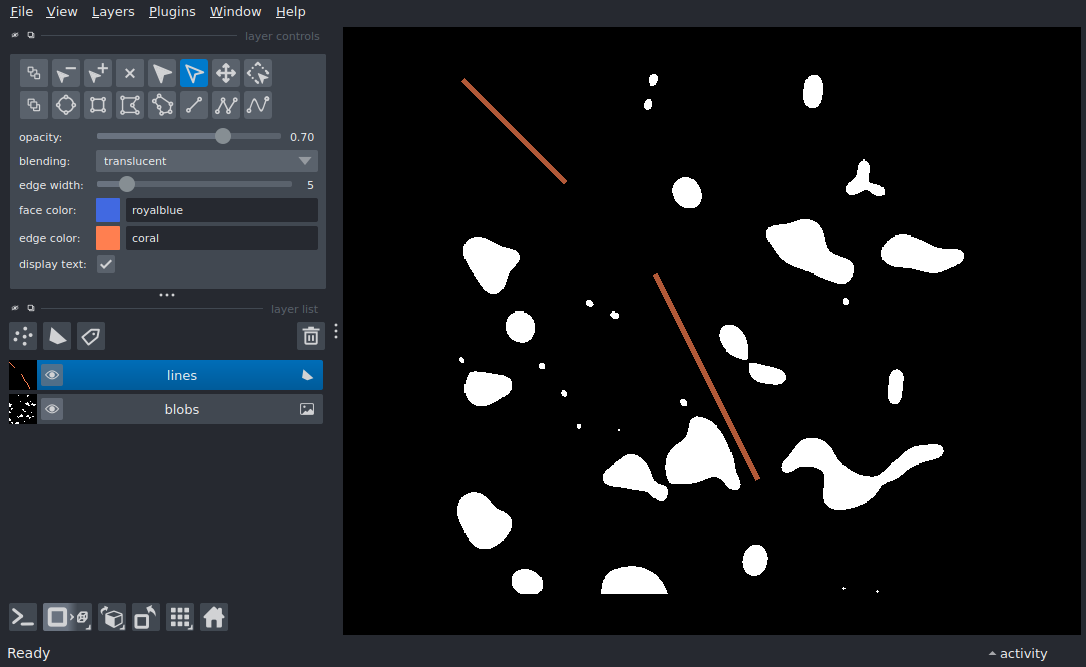 File View Layers Plugins Window Help
layer controls
opacity: 0.70
blending: translucent
edge width: 5
face color: royalblue
edge color: coral
display text:
layer list
lines
blobs
Ready
activity